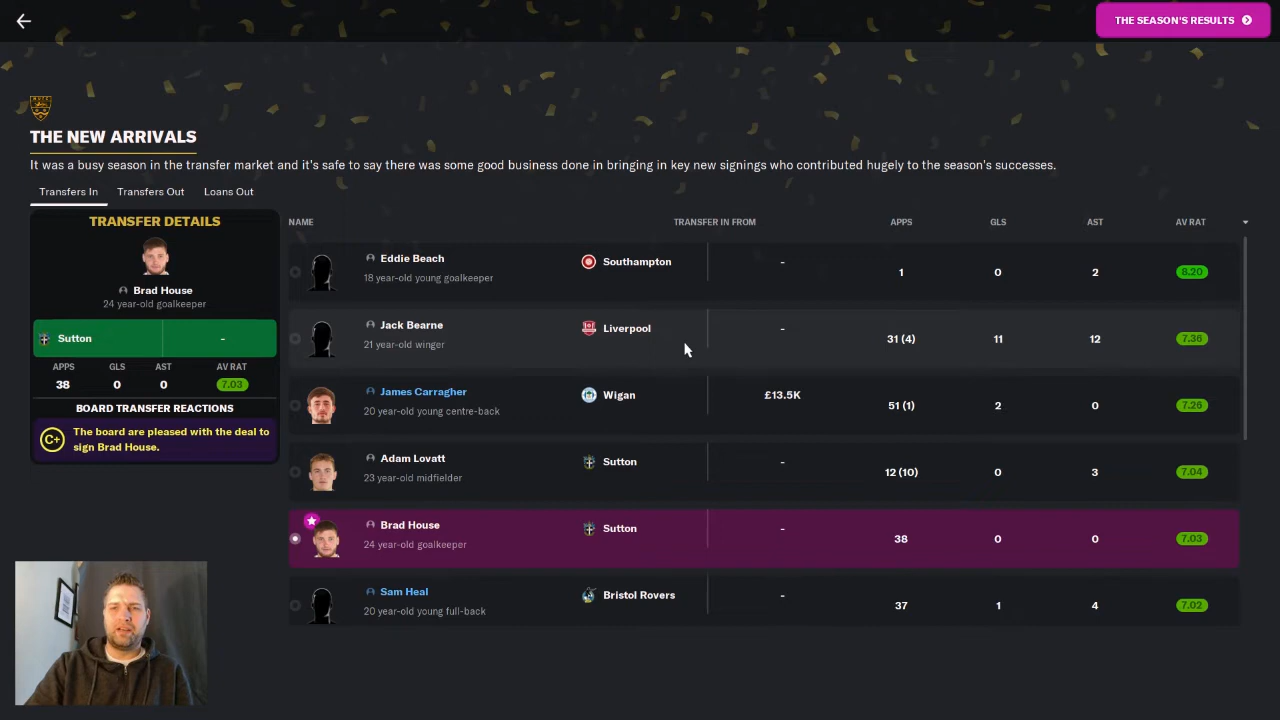 THE SEASON'S RESULTS
THE NEW ARRIVALS
It was a busy season in the transfer market and it's safe to say there was some good business done in bringing in key new signings who contributed hugely to the season's successes.
Transfers In Transfers Out Loans Out
TRANSFER DETAILS
Brad House
24 year-old goalkeeper
Sutton -
APPS GLS AST AV RAT
38 0 0 7.03
BOARD TRANSFER REACTIONS
C+ The board are pleased with the deal to
sign Brad House.
NAME TRANSFER IN FROM APPS GLS AST AV RAT
Eddie Beach Southampton - 1 0 2 8.20
18 year-old young goalkeeper
Jack Bearne Liverpool - 31 (4) 11 12 7.36
21 year-old winger
James Carragher Wigan £13.5K 51 (1) 2 0 7.26
20 year-old young centre-back
Adam Lovatt Sutton - 12 (10) 0 3 7.04
23 year-old midfielder
Brad House Sutton - 38 0 0 7.03
24 year-old goalkeeper
Sam Heal Bristol Rovers - 37 1 4 7.02
20 year-old young full-back